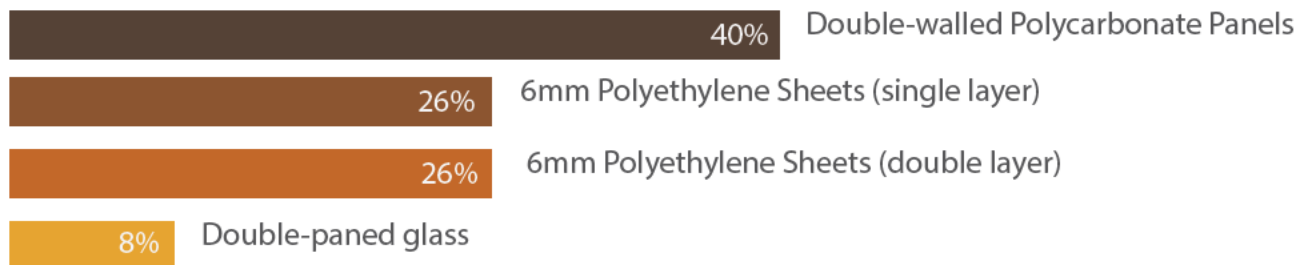 40% Double-walled Polycarbonate Panels
26% 6mm Polyethylene Sheets (single layer)
26% 6mm Polyethylene Sheets (double layer)
8% Double-paned glass